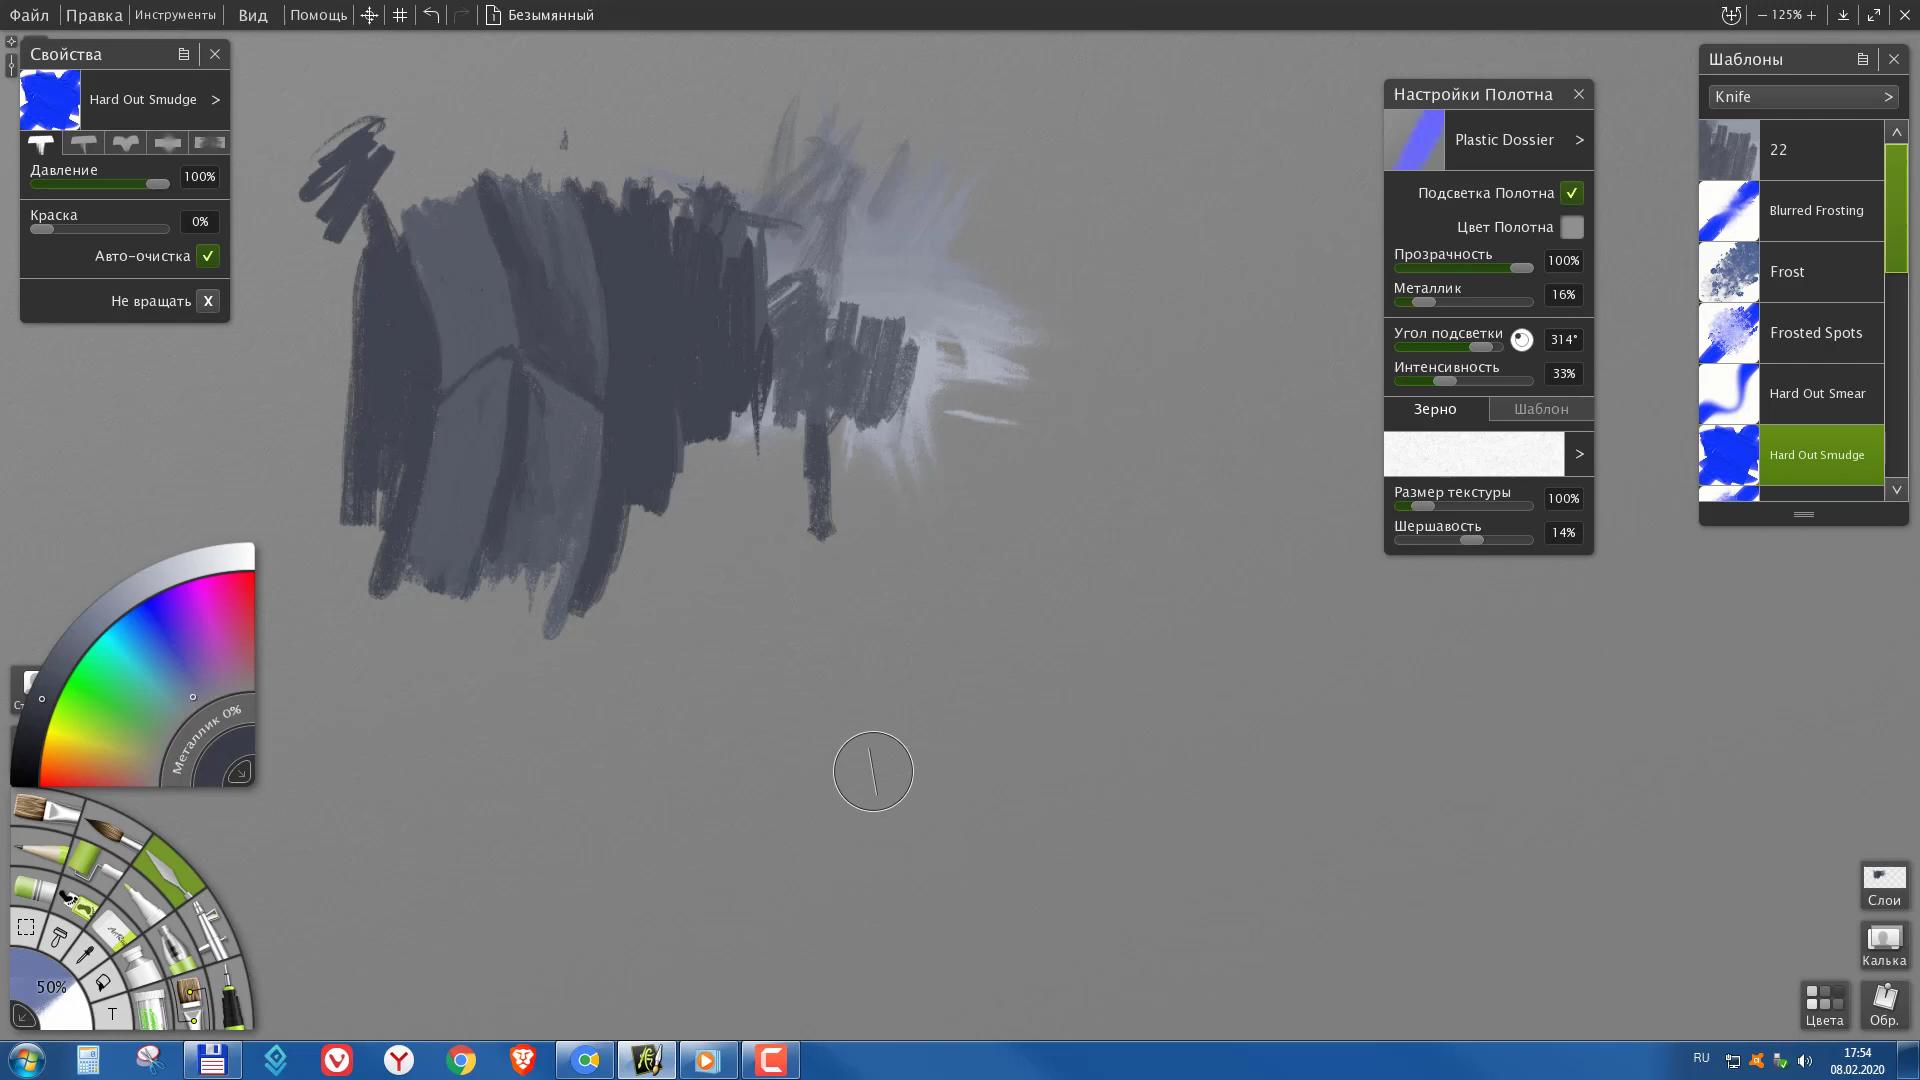 Файл
Правка
Инструменты
Вид
Помощь
Безымянный
− 125% +
Свойства
Hard Out Smudge >
Давление
100%
Краска
0%
Авто-очистка
Не вращать X
Настройки Полотна
Plastic Dossier >
Подсветка Полотна
Цвет Полотна
Прозрачность
100%
Металлик
16%
Угол подсветки
314°
Интенсивность
33%
Зерно
Шаблон
>
Размер текстуры
100%
Шершавость
14%
Шаблоны
Knife >
22
Blurred Frosting
Frost
Frosted Spots
Hard Out Smear
Hard Out Smudge
Металлик 0%
50%
T
Слои
Калька
Цвета
Обр.
RU
17:54
08.02.2020